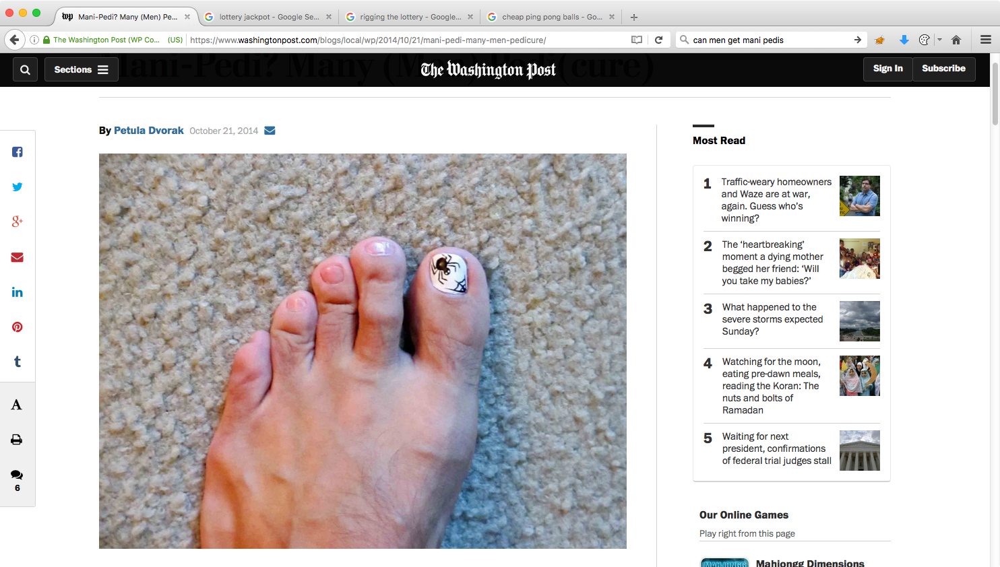 Mani-Pedi? Many (Men) Pe...
lottery jackpot - Google Se...
rigging the lottery - Google...
cheap ping pong balls - Go...
The Washington Post (WP Co... (US)
https://www.washingtonpost.com/blogs/local/wp/2014/10/21/mani-pedi-many-men-pedicure/
can men get mani pedis
Mani-Pedi? Many (M
(cure)
Sections
The Washington Post
Sign In
Subscribe
By Petula Dvorak October 21, 2014
6
Most Read
1
Traffic-weary homeowners
and Waze are at war,
again. Guess who's
winning?
2
The ‘heartbreaking’
moment a dying mother
begged her friend: ‘Will
you take my babies?’
3
What happened to the
severe storms expected
Sunday?
4
Watching for the moon,
eating pre-dawn meals,
reading the Koran: The
nuts and bolts of
Ramadan
5
Waiting for next
president, confirmations
of federal trial judges stall
Our Online Games
Play right from this page
MAHJONGG
Mahjongg Dimensions